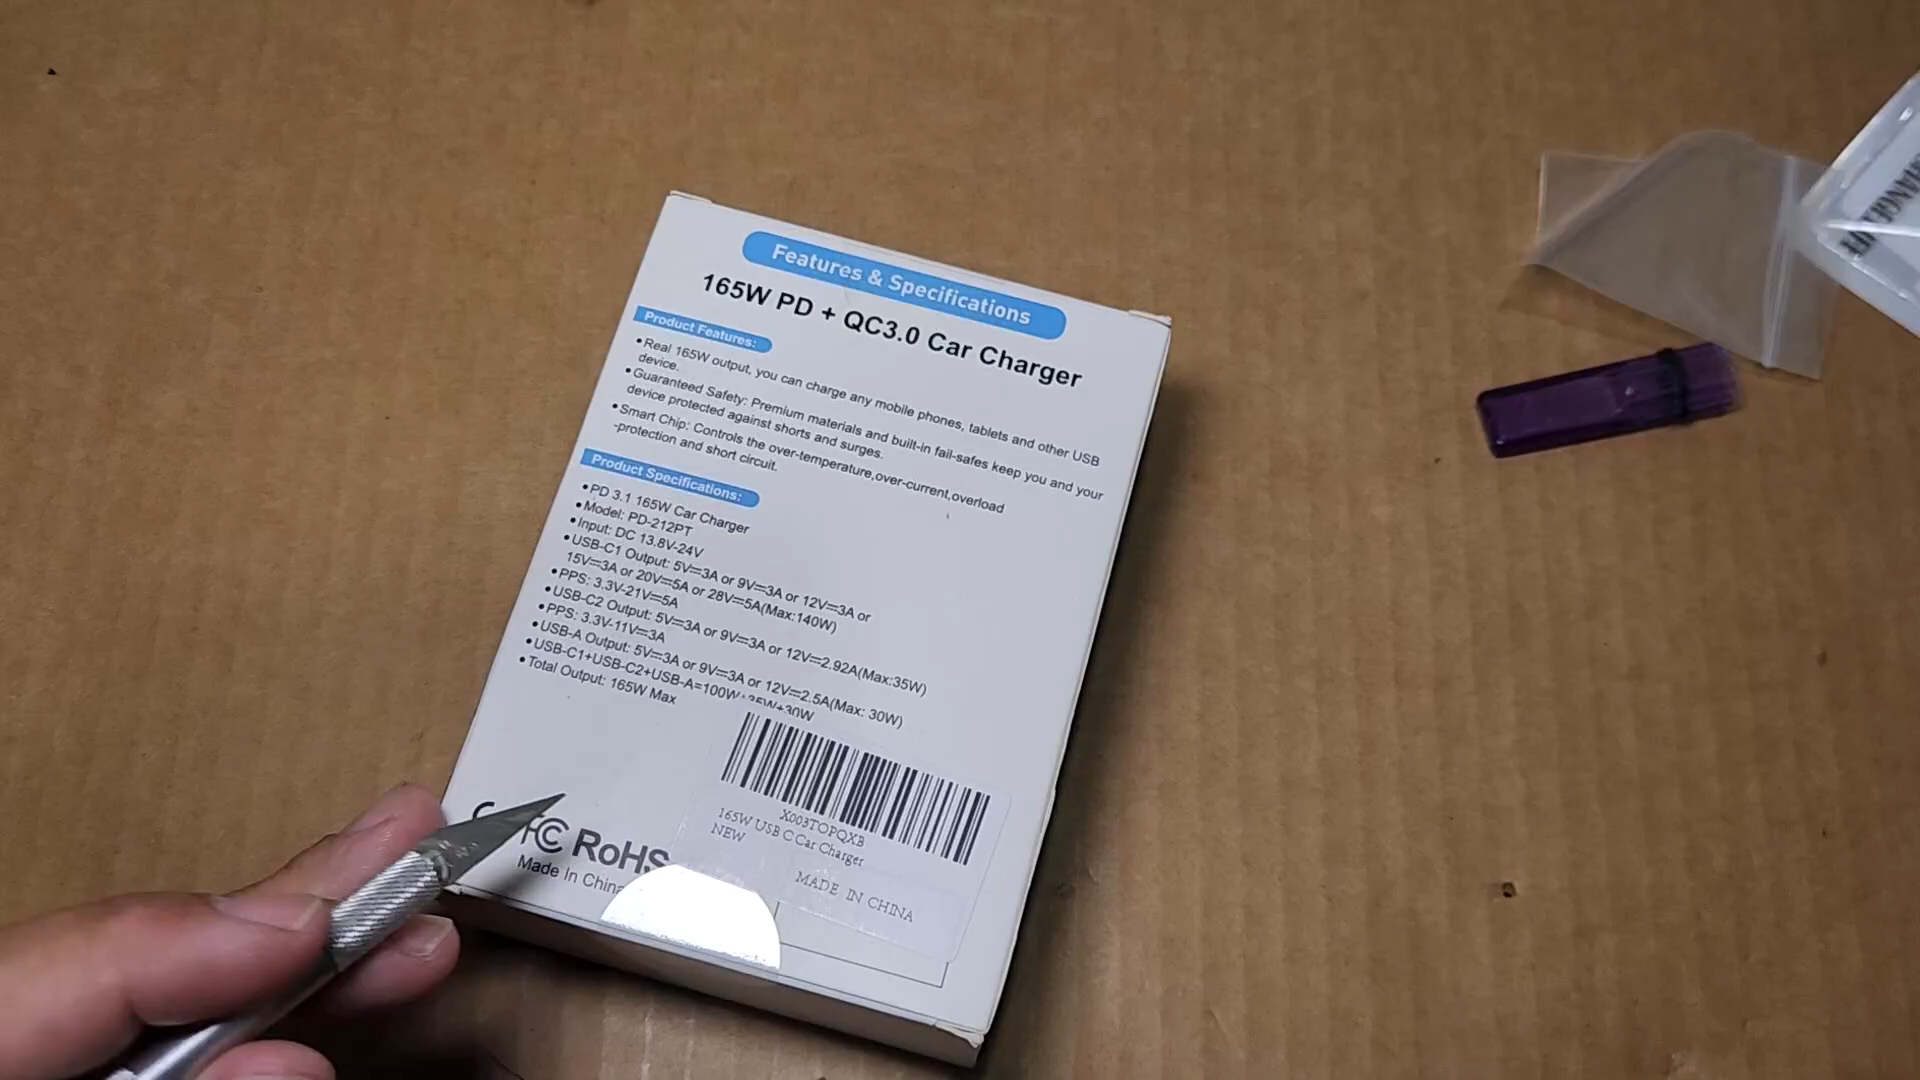 Features & Specifications
165W PD + QC3.0 Car Charger
Product Features:
•Real 165W output, you can charge any mobile phones, tablets and other USB
device.
•Guaranteed Safety: Premium materials and built-in fail-safes keep you and your
device protected against shorts and surges.
•Smart Chip: Controls the over-temperature,over-current,overload
-protection and short circuit.
Product Specifications:
•PD 3.1 165W Car Charger
•Model: PD-212PT
•Input: DC 13.8V-24V
•USB-C1 Output: 5V⎓3A or 9V⎓3A or 12V⎓3A or
15V⎓3A or 20V⎓5A or 28V⎓5A(Max:140W)
•PPS: 3.3V-21V⎓5A
•USB-C2 Output: 5V⎓3A or 9V⎓3A or 12V⎓2.92A(Max:35W)
•PPS: 3.3V-11V⎓3A
•USB-A Output: 5V⎓3A or 9V⎓3A or 12V⎓2.5A(Max: 30W)
•USB-C1+USB-C2+USB-A=100W+35W+30W
•Total Output: 165W Max
X003TOPQXB
165W USB C Car Charger
NEW
MADE IN CHINA
FC RoHS
Made In China